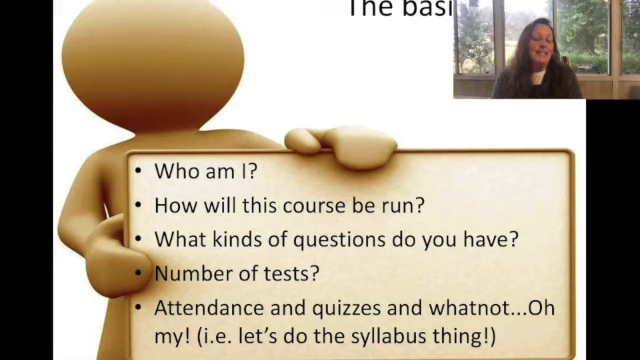 The basi
• Who am I?
• How will this course be run?
• What kinds of questions do you have?
• Number of tests?
• Attendance and quizzes and whatnot...Oh
my! (i.e. let's do the syllabus thing!)